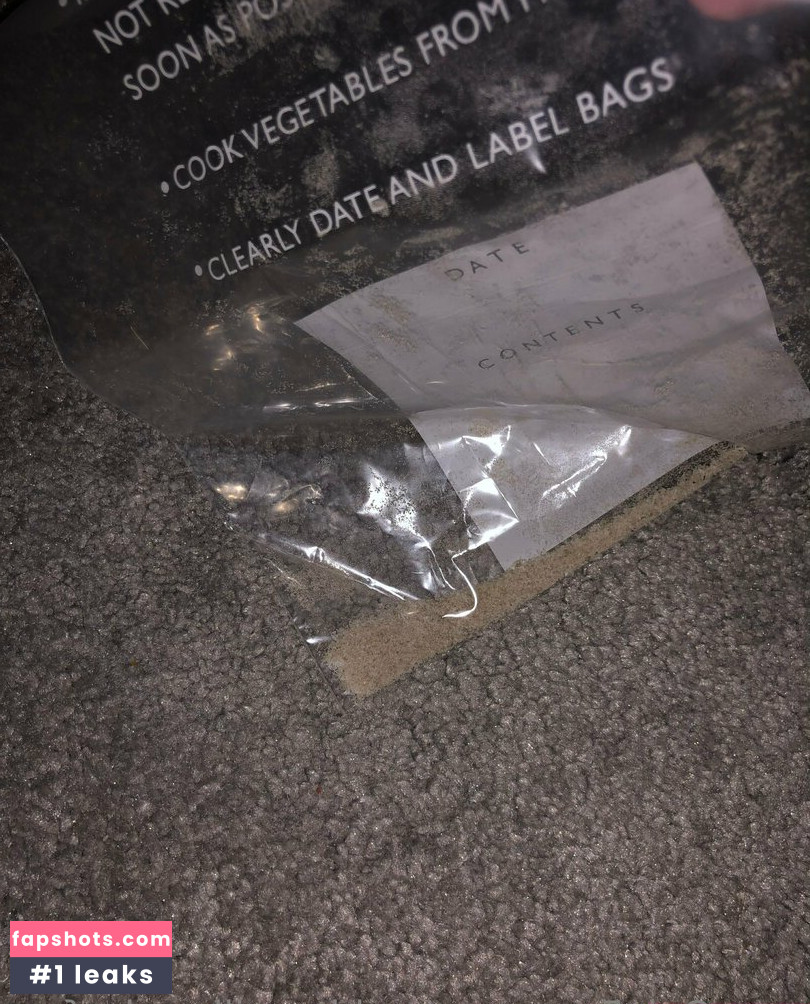 NOT RE
SOON AS POS
• COOK VEGETABLES FROM
• CLEARLY DATE AND LABEL BAGS
DATE
CONTENTS
fapshots.com
#1 leaks